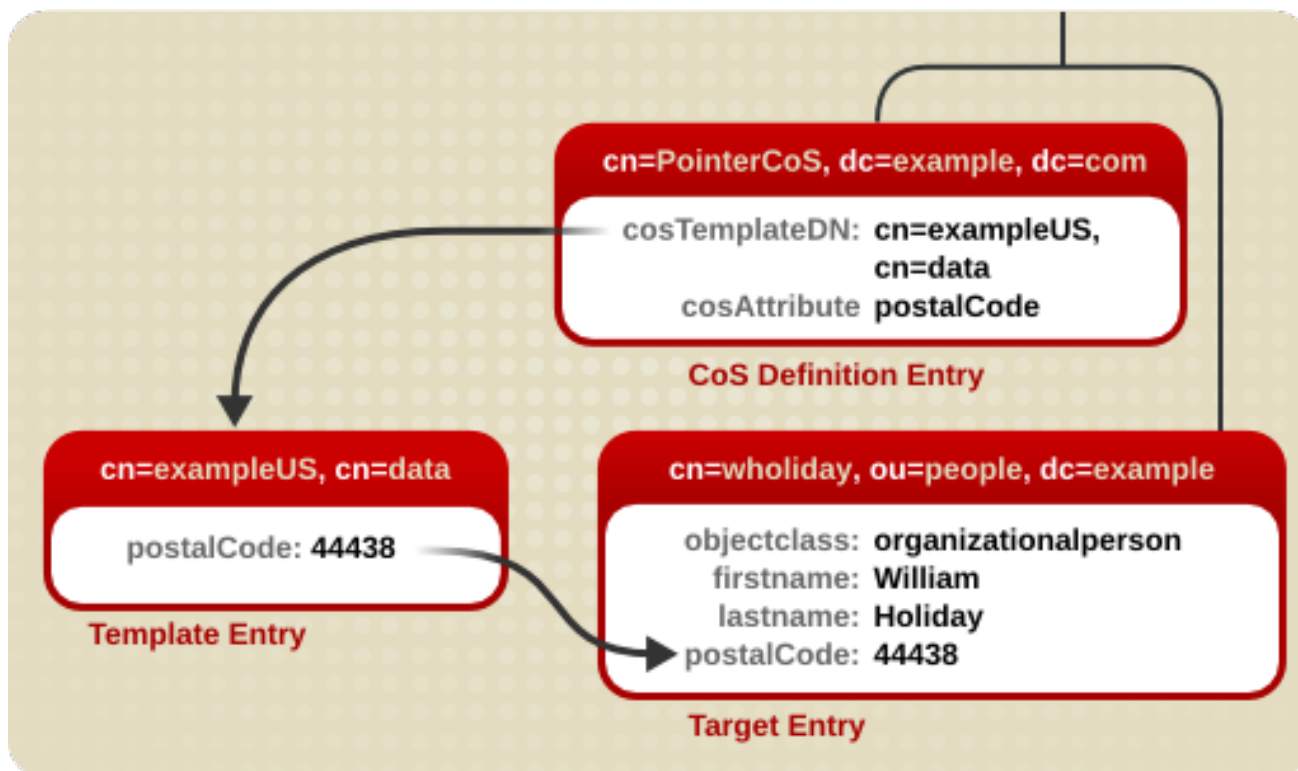 cn=PointerCoS, dc=example, dc=com
cosTemplateDN: cn=exampleUS,
cn=data
cosAttribute postalCode
CoS Definition Entry
cn=exampleUS, cn=data
postalCode: 44438
Template Entry
cn=wholiday, ou=people, dc=example
objectclass: organizationalperson
firstname: William
lastname: Holiday
postalCode: 44438
Target Entry